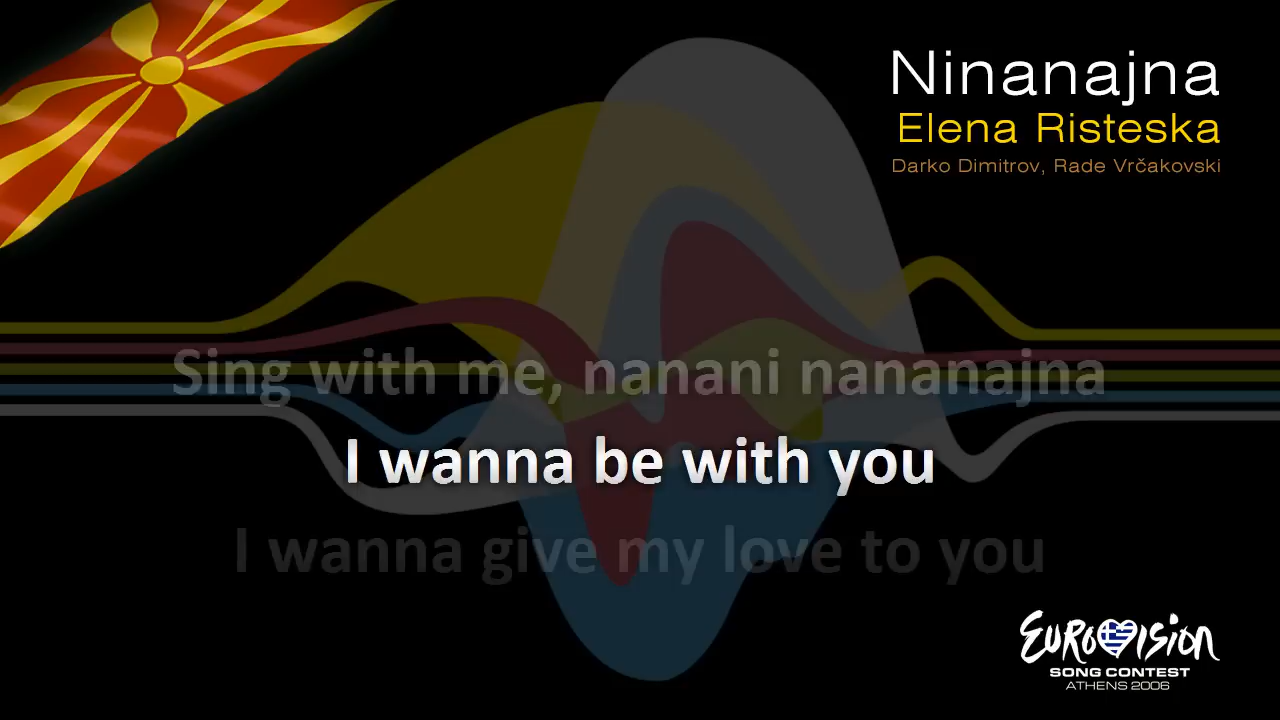 Ninanajna
Elena Risteska
Darko Dimitrov, Rade Vrčakovski
Sing with me, nanani nananajna
I wanna be with you
I wanna give my love to you
EUROVISION
SONG CONTEST
ATHENS 2006